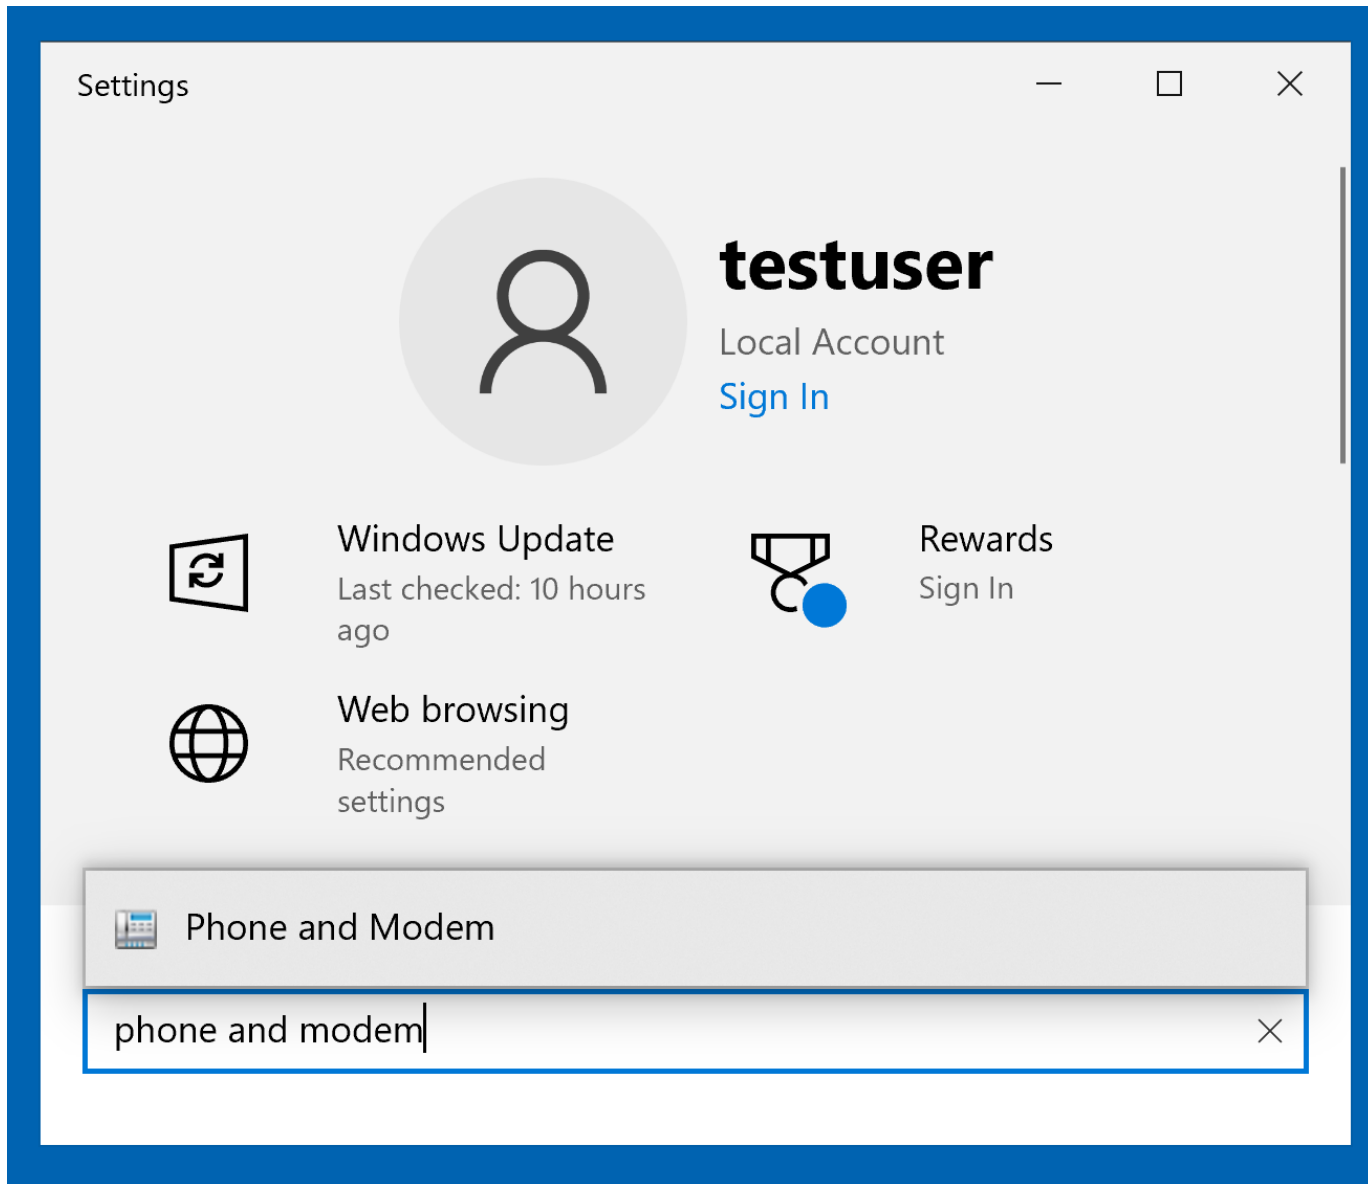 Settings
testuser
Local Account
Sign In
Windows Update
Last checked: 10 hours
ago
Rewards
Sign In
Web browsing
Recommended
settings
Phone and Modem
phone and modem